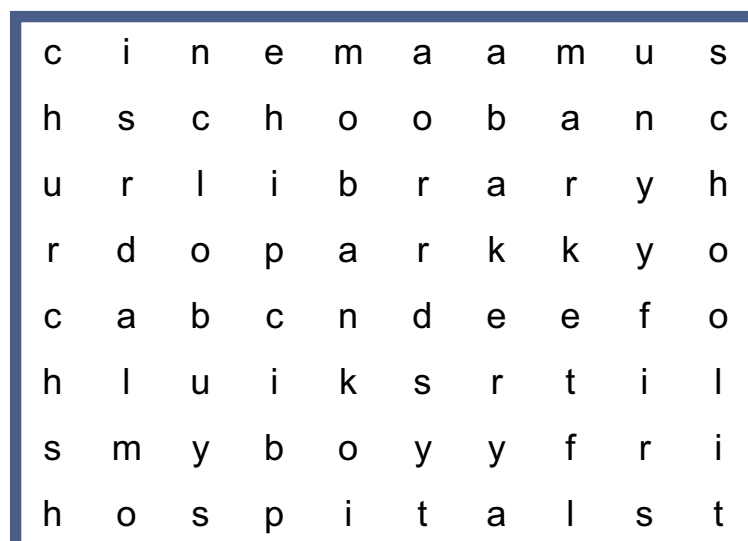 c i n e m a a m u s
h s c h o o b a n c
u r l i b r a r y h
r d o p a r k k y o
c a b c n d e e f o
h l u i k s r t i l
s m y b o y y f r i
h o s p i t a l s t